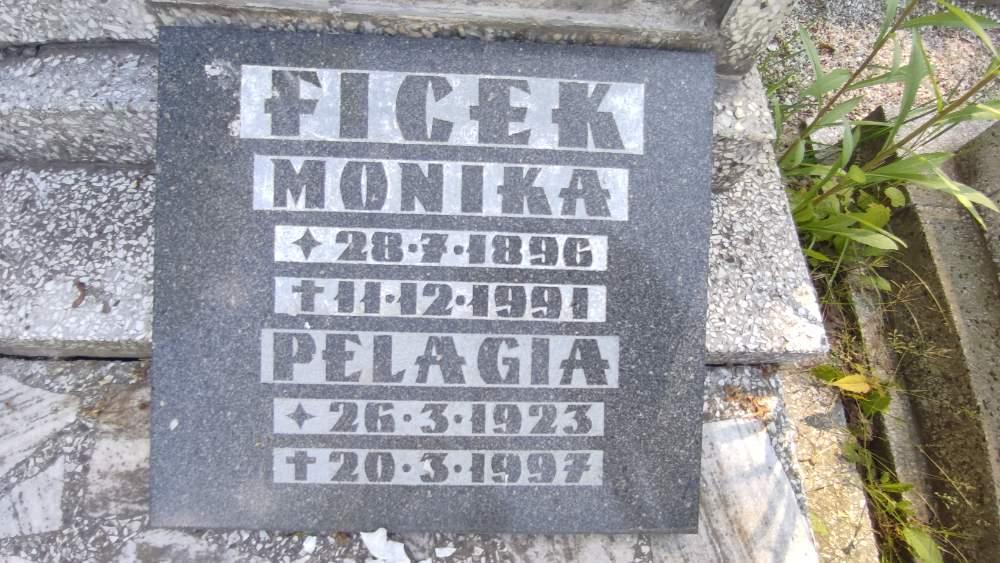 FICEK
MONIKA
✦ 28·7·1896
† 11·12·1991
PELAGIA
✦ 26·3·1923
† 20·3·1997